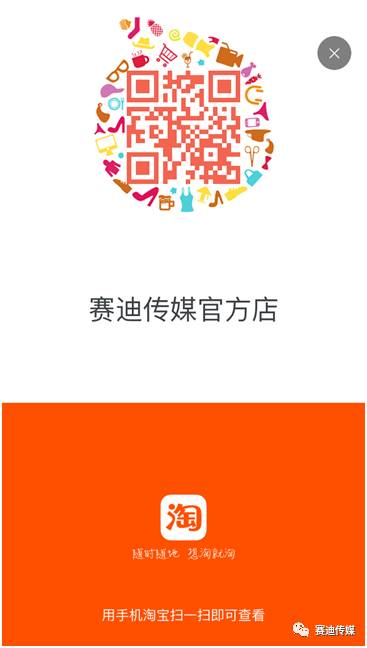 赛迪传媒官方店
淘
随时随地 想淘就淘
用手机淘宝扫一扫即可查看
赛迪传媒